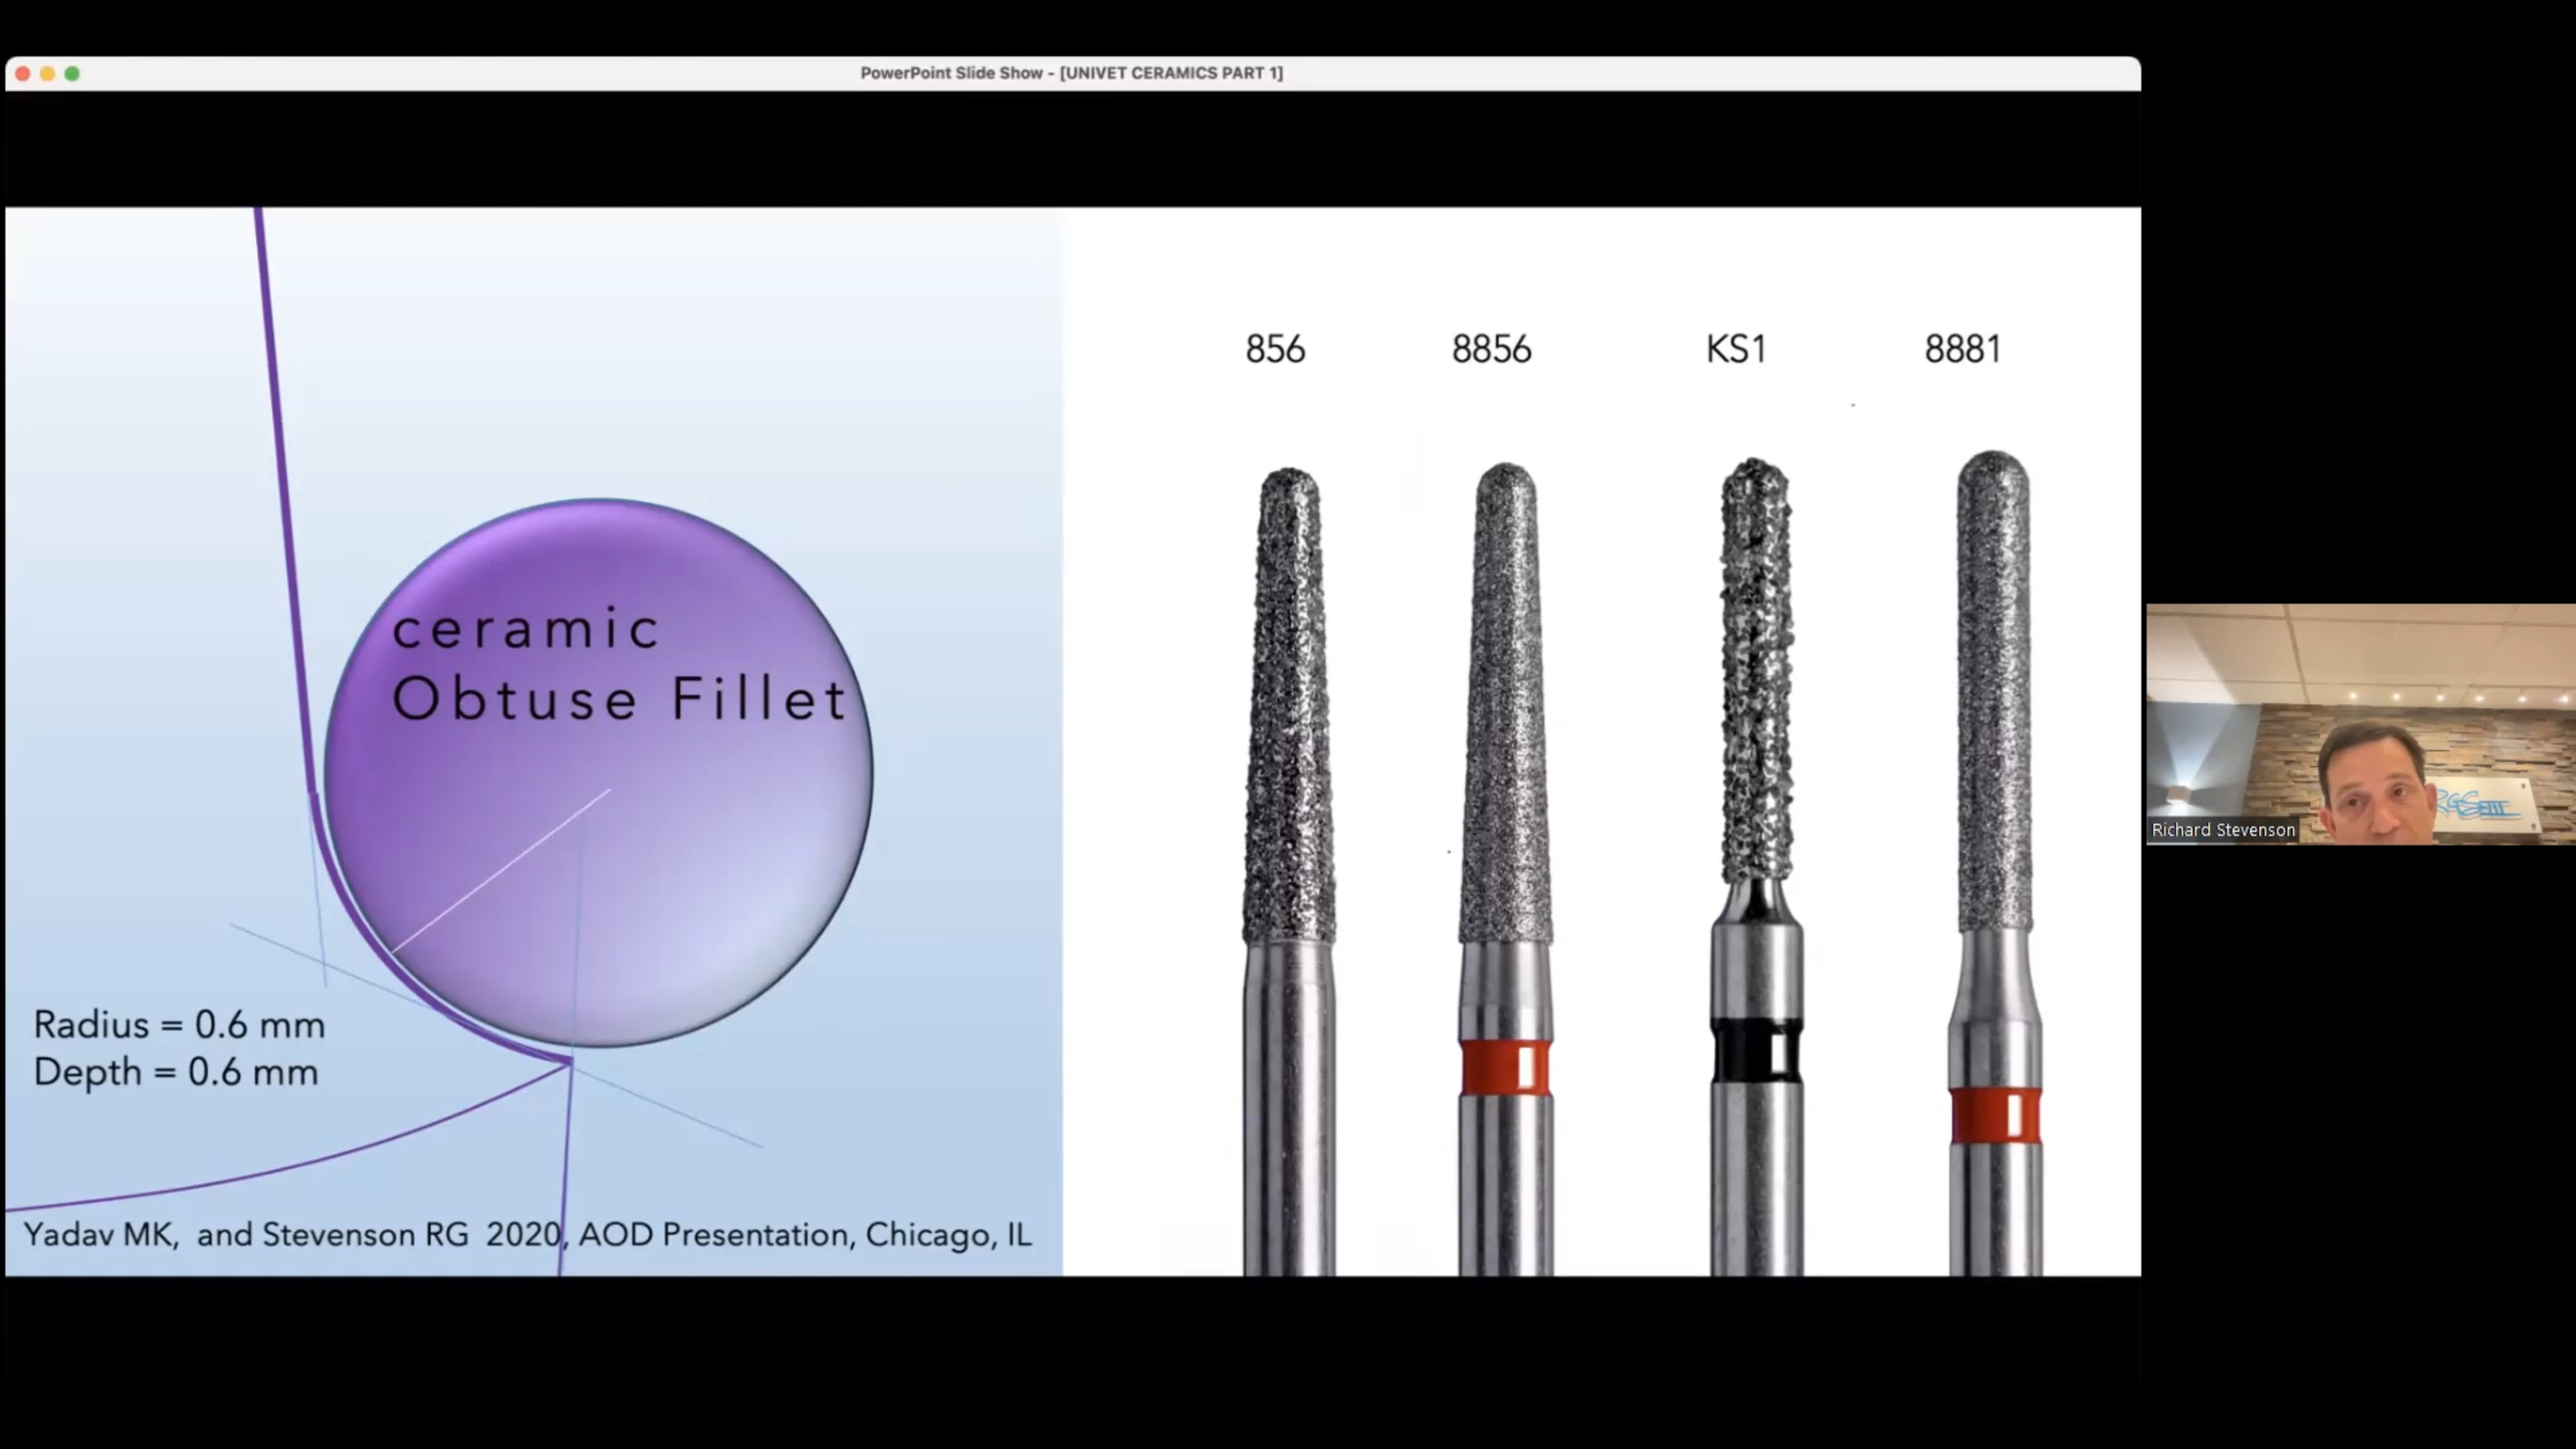 PowerPoint Slide Show - [UNIVET CERAMICS PART 1]
ceramic
Obtuse Fillet
Radius = 0.6 mm
Depth = 0.6 mm
Yadav MK, and Stevenson RG 2020, AOD Presentation, Chicago, IL
856 8856 KS1 8881
Richard Stevenson